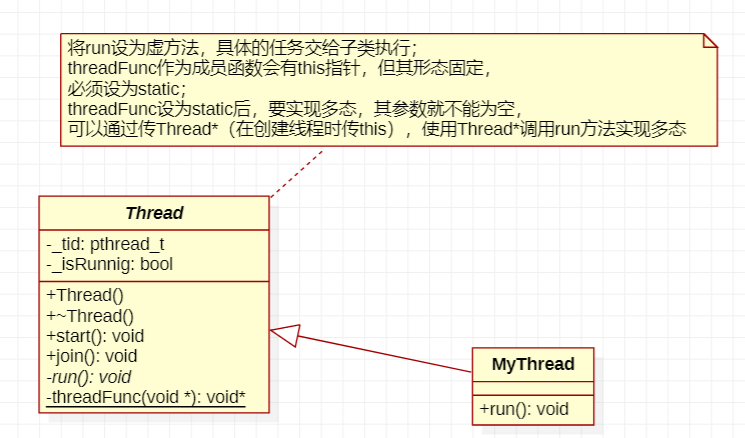 将run设为虚方法，具体的任务交给子类执行；
threadFunc作为成员函数会有this指针，但其形态固定，
必须设为static；
threadFunc设为static后，要实现多态，其参数就不能为空，
可以通过传Thread*（在创建线程时传this），使用Thread*调用run方法实现多态
Thread
-_tid: pthread_t
-_isRunnig: bool
+Thread()
+~Thread()
+start(): void
+join(): void
-run(): void
-threadFunc(void *): void*
MyThread
+run(): void